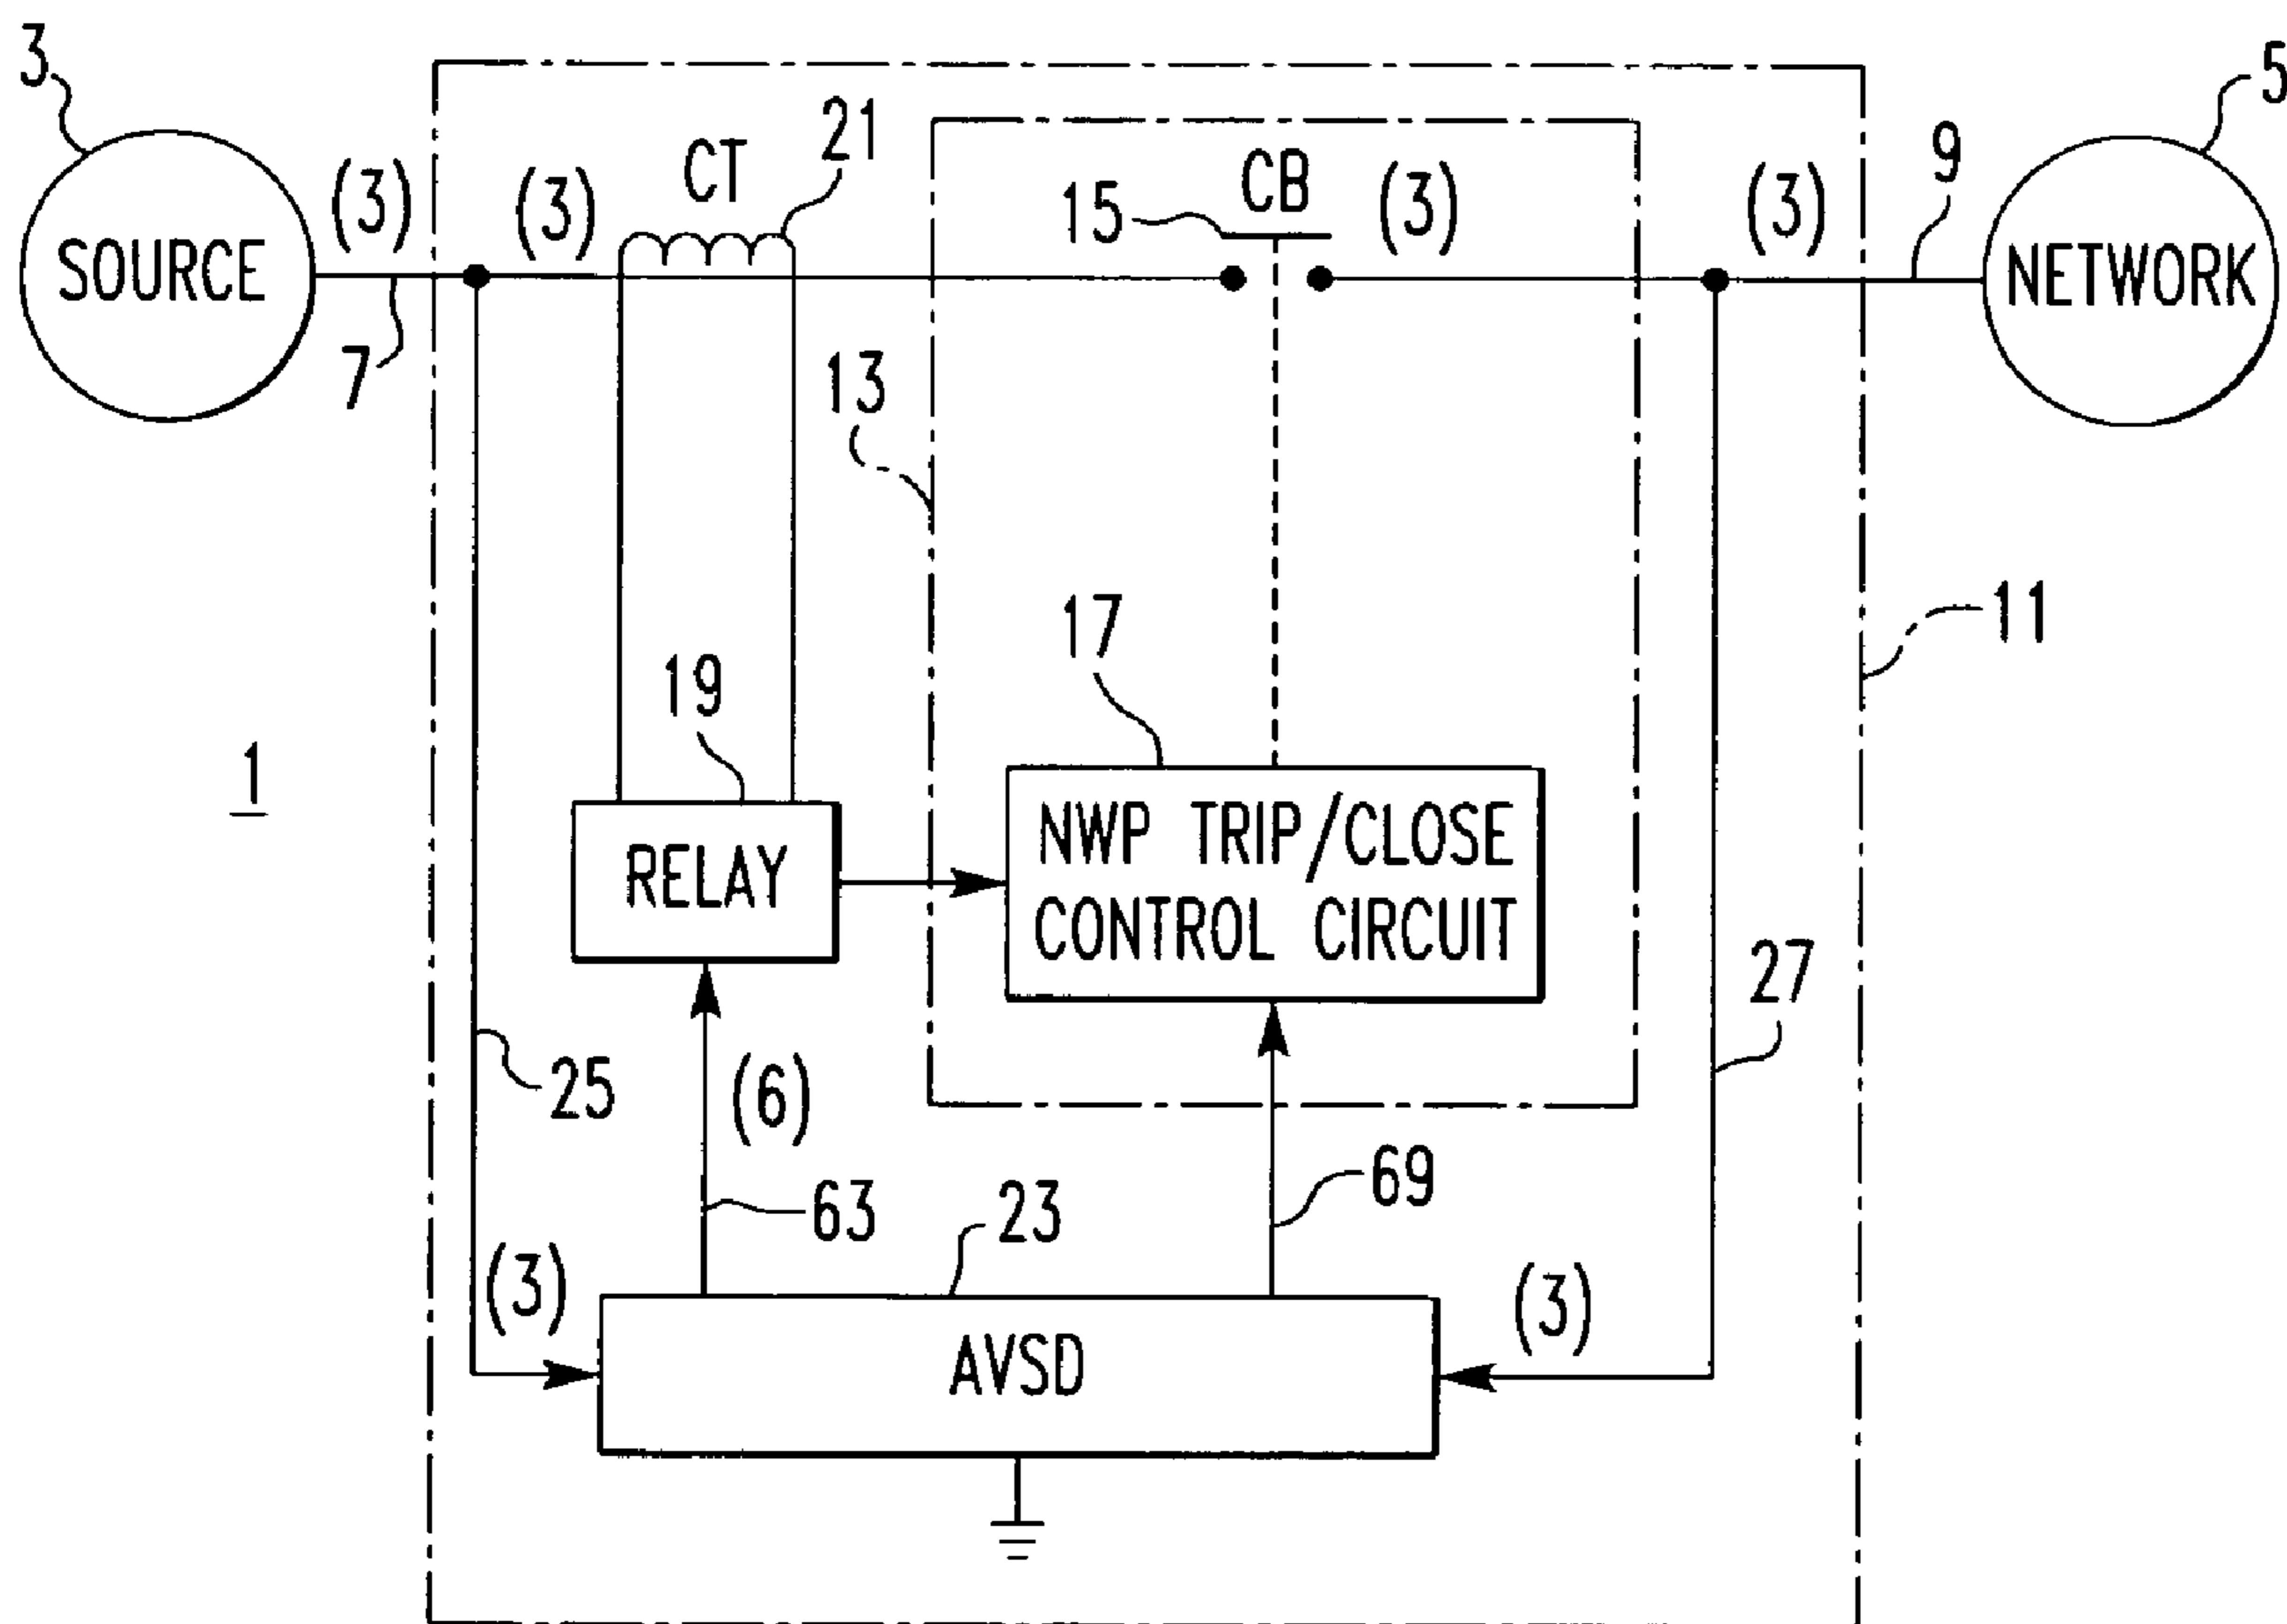 3
5
21
CT
9
(3)
(3)
CB
(3)
(3)
15
SOURCE
NETWORK
7
13
11
17
19
1
NWP TRIP/CLOSE
CONTROL CIRCUIT
RELAY
27
25
(6)
69
63
23
(3)
(3)
AVSD